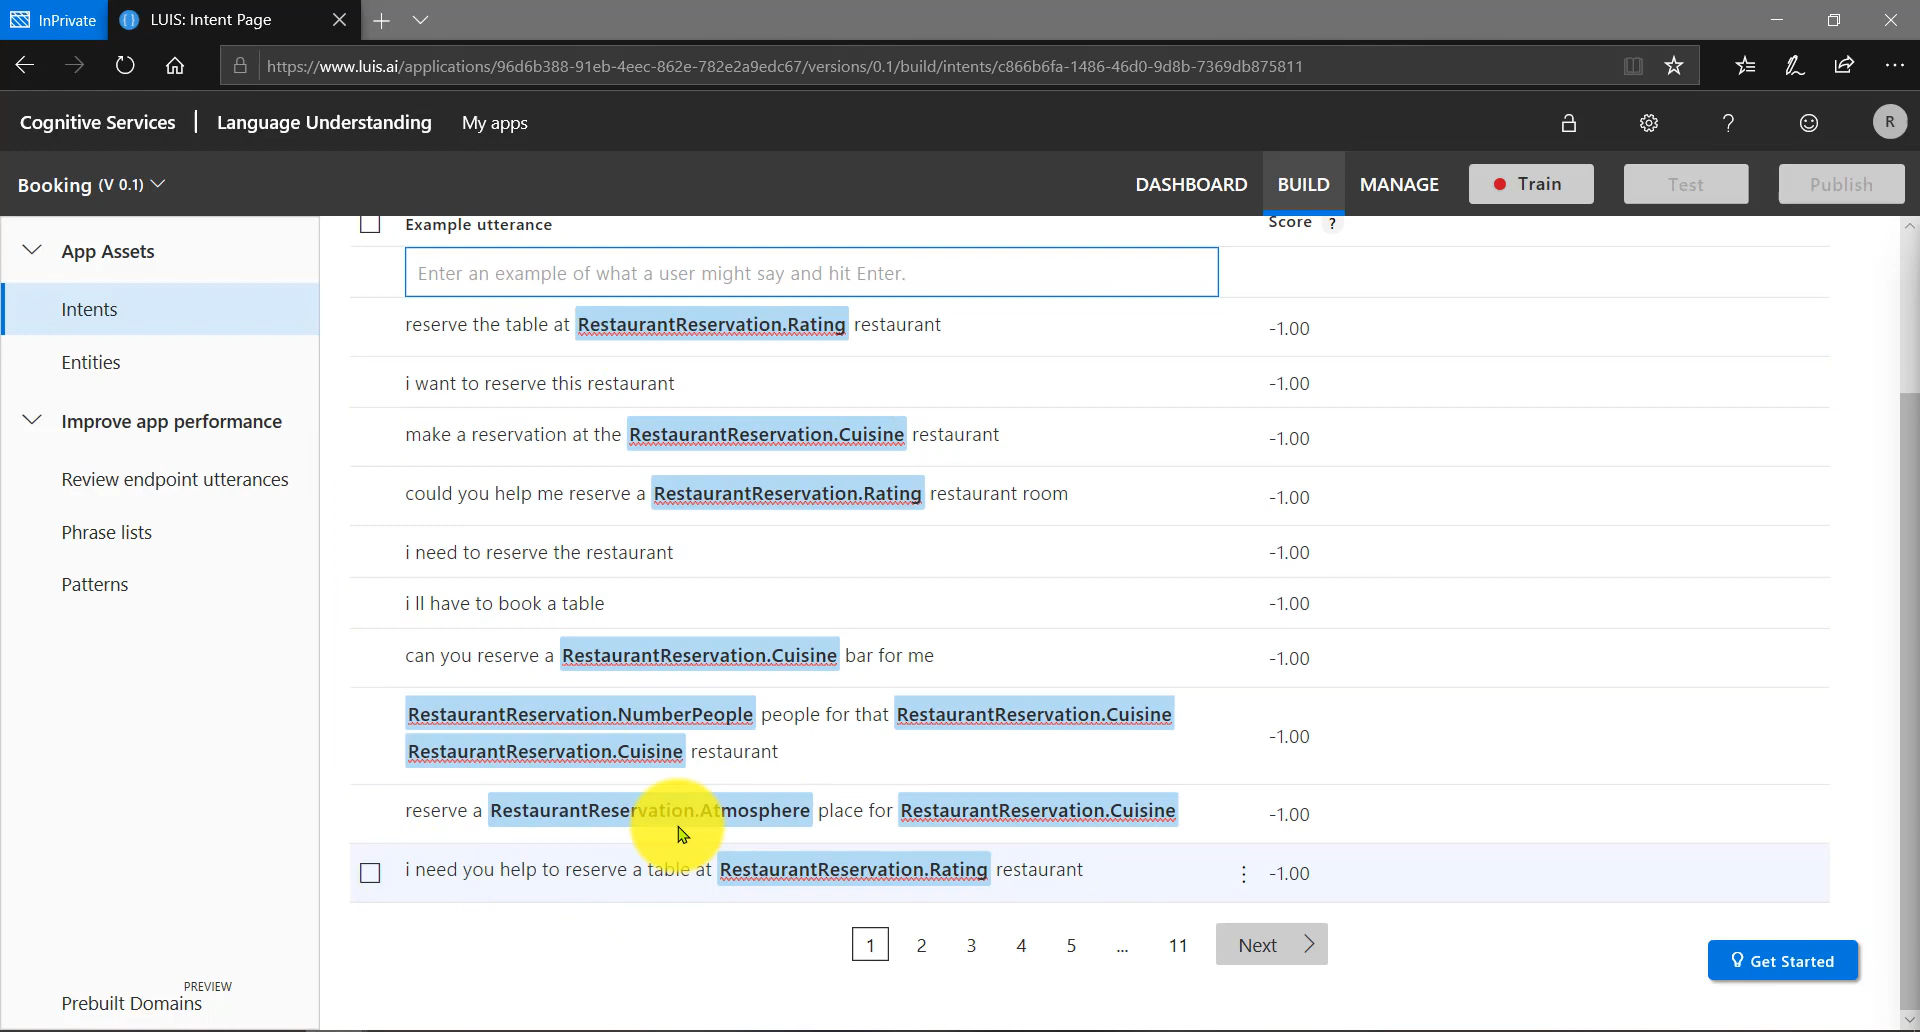 InPrivate
LUIS: Intent Page
https://www.luis.ai/applications/96d6b388-91eb-4eec-862e-782e2a9edc67/versions/0.1/build/intents/c866b6fa-1486-46d0-9d8b-7369db875811
Cognitive Services | Language Understanding My apps
? R
Booking (V 0.1) DASHBOARD BUILD MANAGE Train Test Publish
App Assets
Intents
Entities
Improve app performance
Review endpoint utterances
Phrase lists
Patterns
PREVIEW
Prebuilt Domains
Example utterance Score ?
Enter an example of what a user might say and hit Enter.
reserve the table at RestaurantReservation.Rating restaurant -1.00
i want to reserve this restaurant -1.00
make a reservation at the RestaurantReservation.Cuisine restaurant -1.00
could you help me reserve a RestaurantReservation.Rating restaurant room -1.00
i need to reserve the restaurant -1.00
i ll have to book a table -1.00
can you reserve a RestaurantReservation.Cuisine bar for me -1.00
RestaurantReservation.NumberPeople people for that RestaurantReservation.Cuisine
RestaurantReservation.Cuisine restaurant -1.00
reserve a RestaurantReservation.Atmosphere place for RestaurantReservation.Cuisine -1.00
i need you help to reserve a table at RestaurantReservation.Rating restaurant -1.00
1 2 3 4 5 ... 11 Next
Get Started